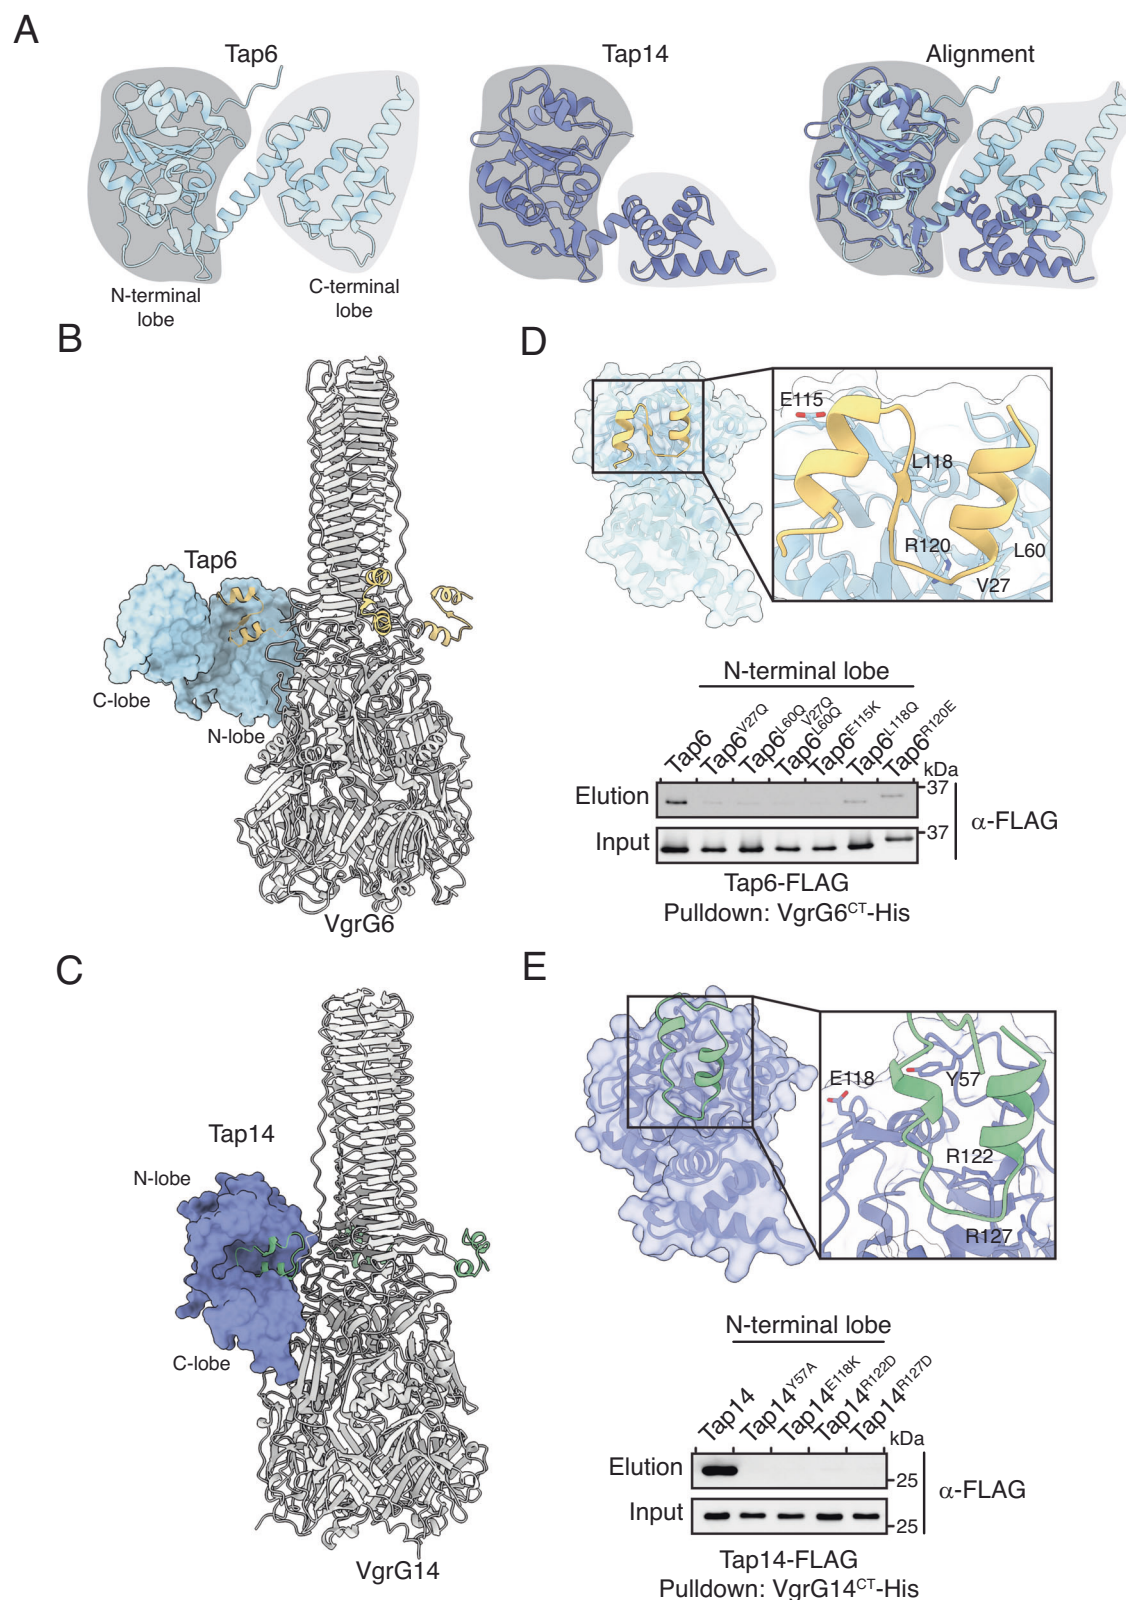 A
Tap6
Tap14
Alignment
N-terminal
lobe
C-terminal
lobe
B
Tap6
C-lobe
N-lobe
VgrG6
D
E115
L118
R120
L60
V27
N-terminal lobe
Tap6
Tap6V27Q
Tap6L60Q
Tap6V27Q L60Q
Tap6E115K
Tap6L118Q
Tap6R120E
kDa
Elution
37
Input
37
α-FLAG
Tap6-FLAG
Pulldown: VgrG6CT-His
C
Tap14
N-lobe
C-lobe
VgrG14
E
E118
Y57
R122
R127
N-terminal lobe
Tap14
Tap14Y57A
Tap14E118K
Tap14R122D
Tap14R127D
kDa
Elution
25
Input
25
α-FLAG
Tap14-FLAG
Pulldown: VgrG14CT-His